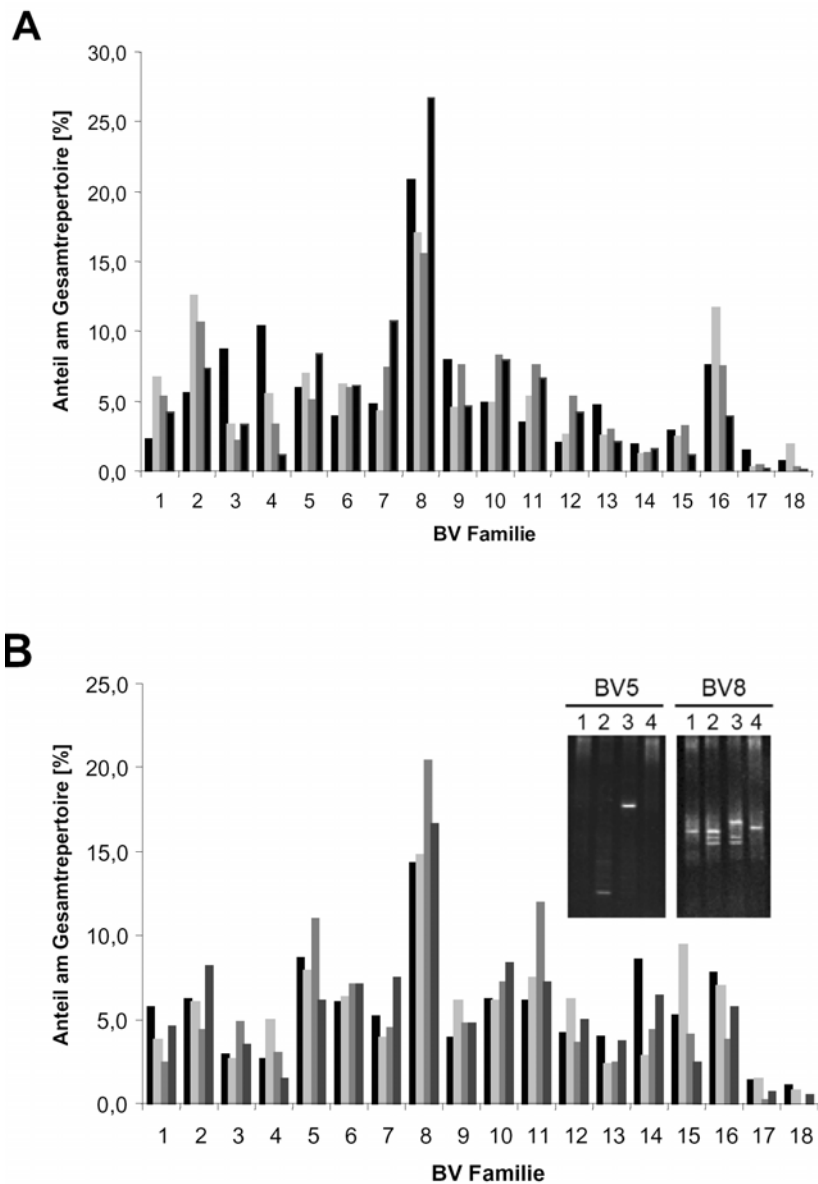 A
Anteil am Gesamtrepertoire [%]
30,0
25,0
20,0
15,0
10,0
5,0
0,0
1 2 3 4 5 6 7 8 9 10 11 12 13 14 15 16 17 18
BV Familie
B
Anteil am Gesamtrepertoire [%]
25,0
20,0
15,0
10,0
5,0
0,0
BV5 BV8
1 2 3 4 1 2 3 4
1 2 3 4 5 6 7 8 9 10 11 12 13 14 15 16 17 18
BV Familie